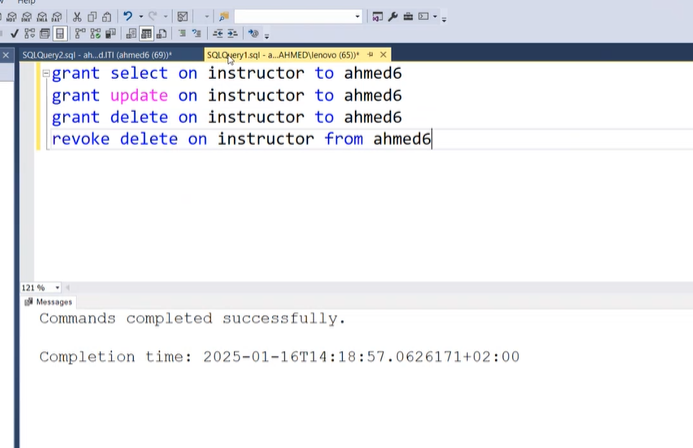 Help
SQLQuery2.sql - ah...d.ITI (ahmed6 (69))*
SQLQuery1.sql - a...AHMED\lenovo (65))*
grant select on instructor to ahmed6
grant update on instructor to ahmed6
grant delete on instructor to ahmed6
revoke delete on instructor from ahmed6
121 %
Messages
Commands completed successfully.
Completion time: 2025-01-16T14:18:57.0626171+02:00